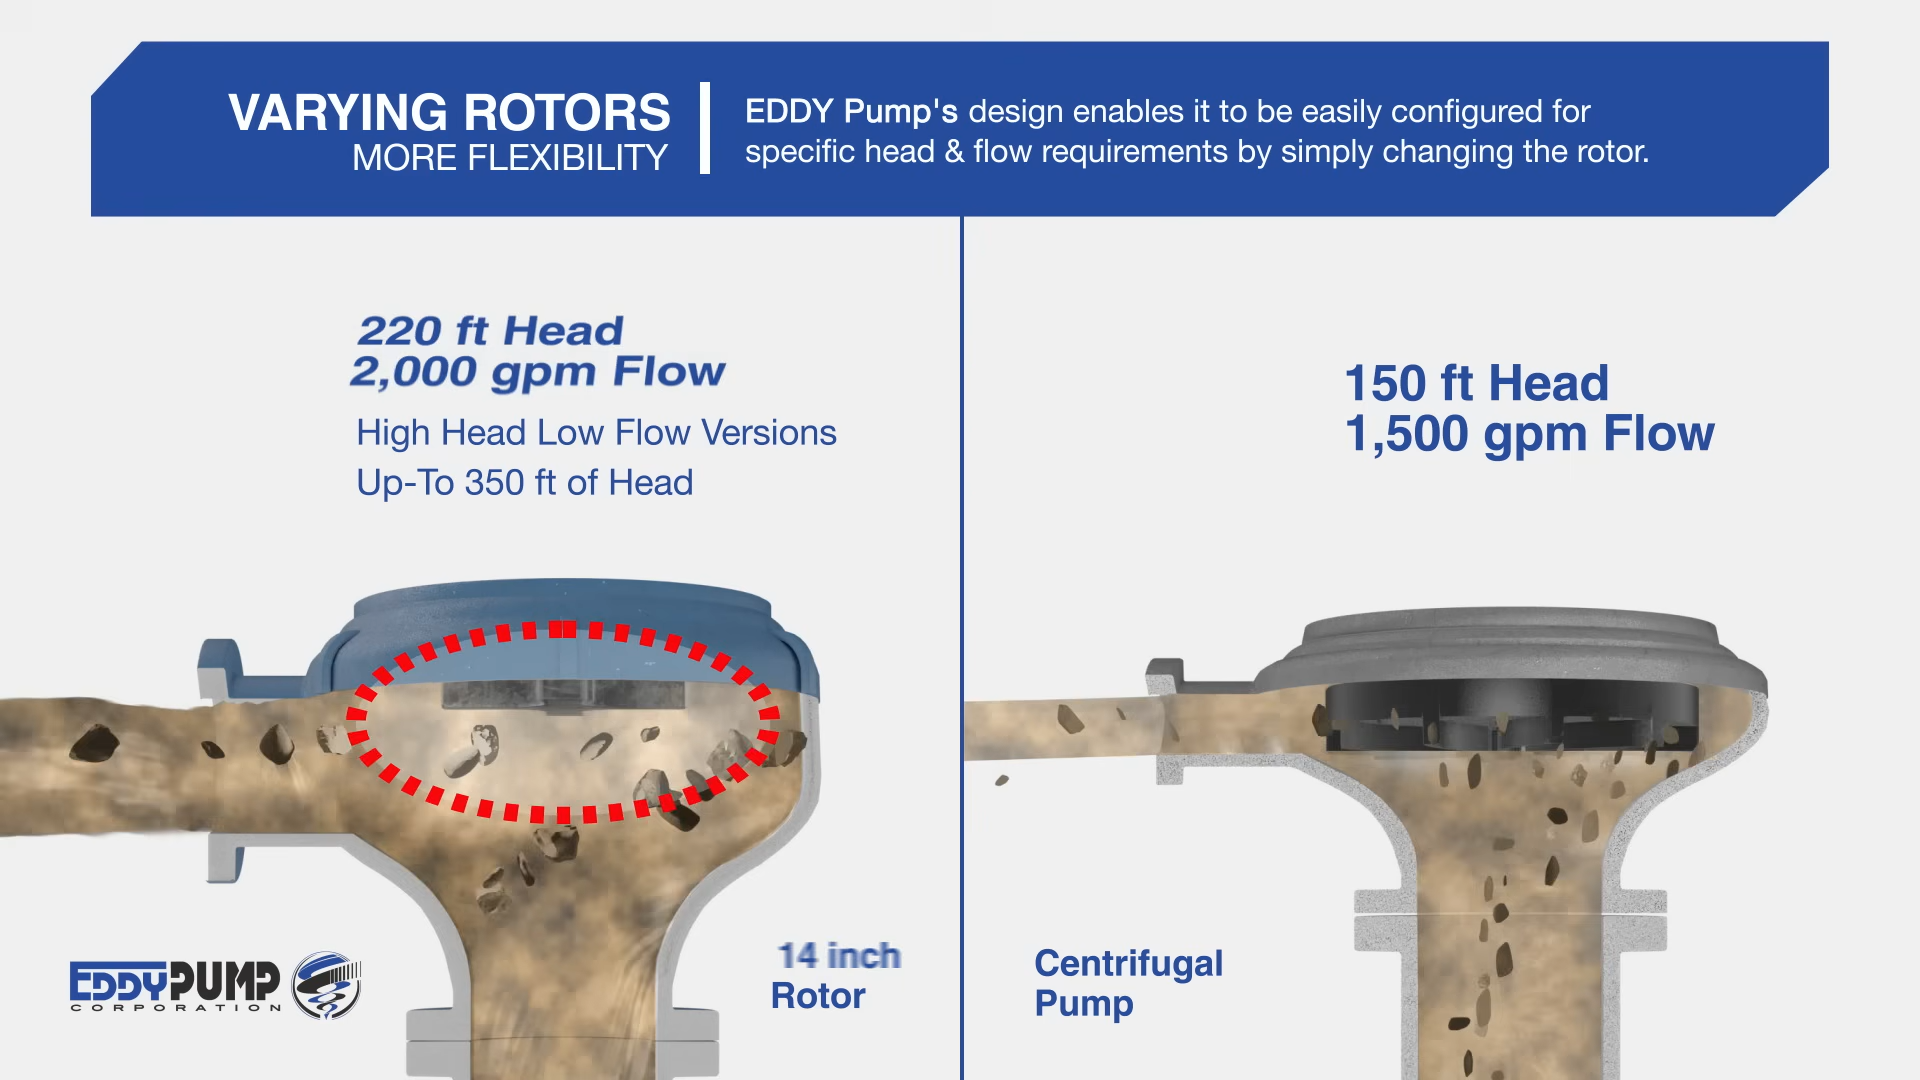 VARYING ROTORS
MORE FLEXIBILITY
EDDY Pump's design enables it to be easily configured for
specific head & flow requirements by simply changing the rotor.
220 ft Head
2,000 gpm Flow
High Head Low Flow Versions
Up-To 350 ft of Head
150 ft Head
1,500 gpm Flow
14 inch
Rotor
Centrifugal
Pump
EDDYPUMP
CORPORATION